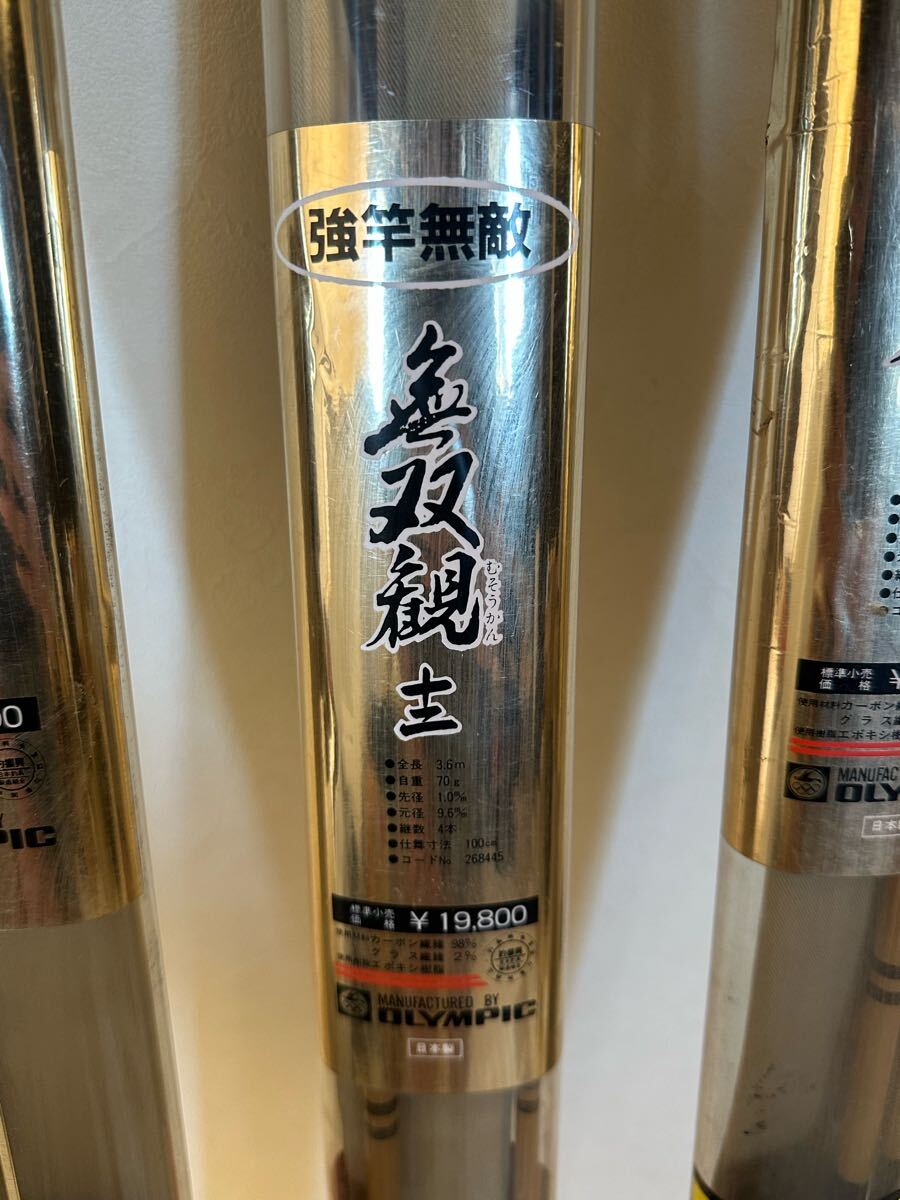 強竿無敵
無双観
むそうかん
●全長 3.6m
●自重 70g
●先径 1.0%
●元径 9.6%
●継数 4本
●仕舞寸法 100cm
●コードNo. 268445
標準小売価格 ¥19,800
使用材料カーボン繊維 98%
グラス繊維 2%
使用樹脂エポキシ樹脂
MANUFACTURED BY
OLYMPIC
00
BY
MPIC
標準小売価格 ¥
使用材料カーボン繊
グラス繊
使用樹脂エポキシ樹
MANUFAC
OLYMP
日本